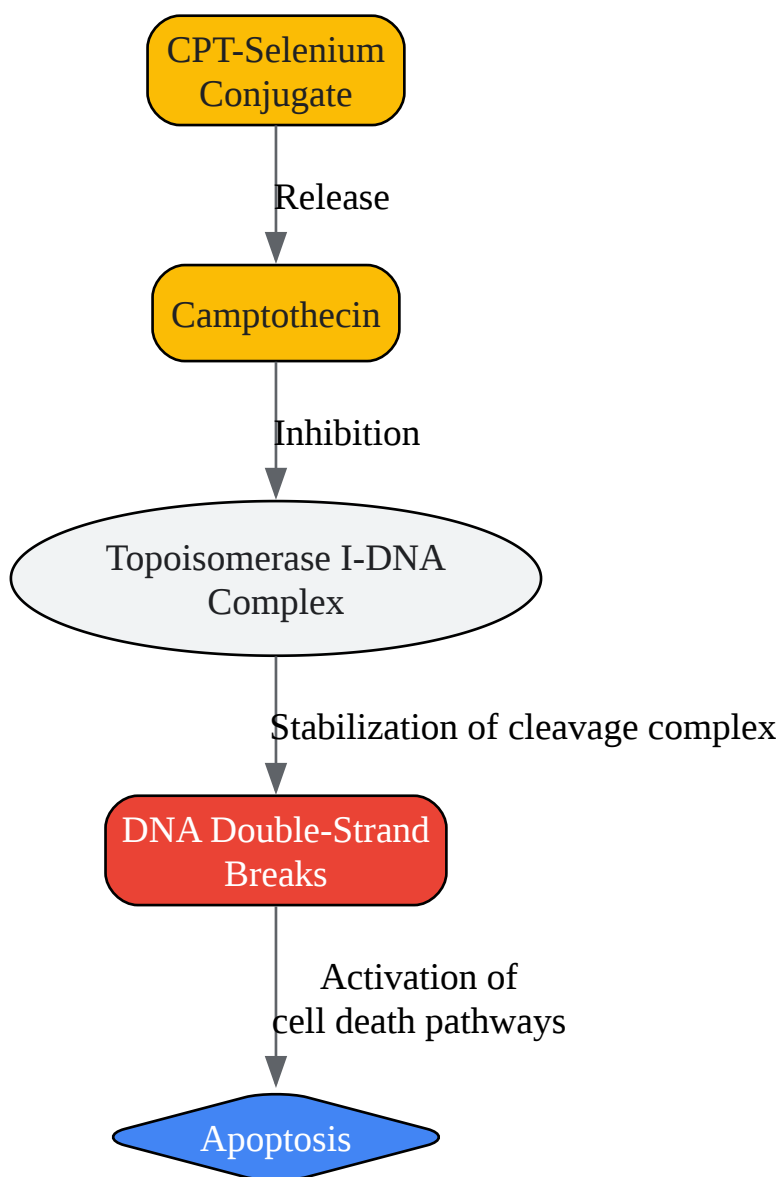 CPT-Selenium
Conjugate
Release
Camptothecin
Inhibition
Topoisomerase I-DNA
Complex
Stabilization of cleavage complex
DNA Double-Strand
Breaks
Activation of
cell death pathways
Apoptosis